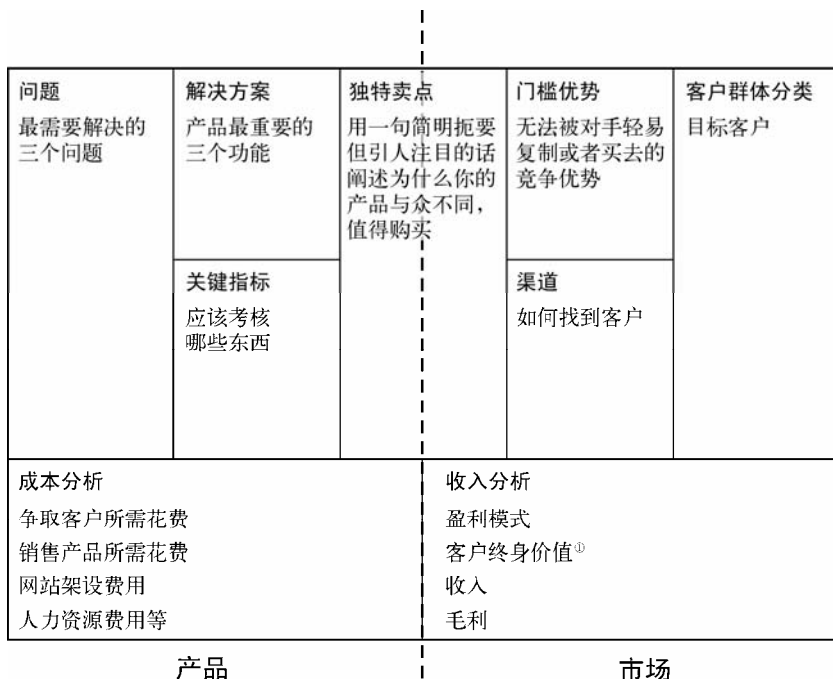 问题
最需要解决的
三个问题
解决方案
产品最重要的
三个功能
关键指标
应该考核
哪些东西
独特卖点
用一句简明扼要
但引人注目的话
阐述为什么你的
产品与众不同，
值得购买
门槛优势
无法被对手轻易
复制或者买去的
竞争优势
渠道
如何找到客户
客户群体分类
目标客户
成本分析
争取客户所需花费
销售产品所需花费
网站架设费用
人力资源费用等
收入分析
盈利模式
客户终身价值①
收入
毛利
产品
市场